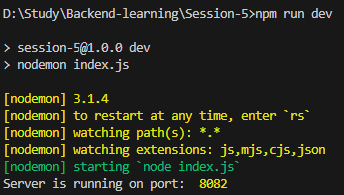 D:\Study\Backend-learning\Session-5>npm run dev
> session-5@1.0.0 dev
> nodemon index.js
[nodemon] 3.1.4
[nodemon] to restart at any time, enter `rs`
[nodemon] watching path(s): *.*
[nodemon] watching extensions: js,mjs,cjs,json
[nodemon] starting `node index.js`
Server is running on port:  8082